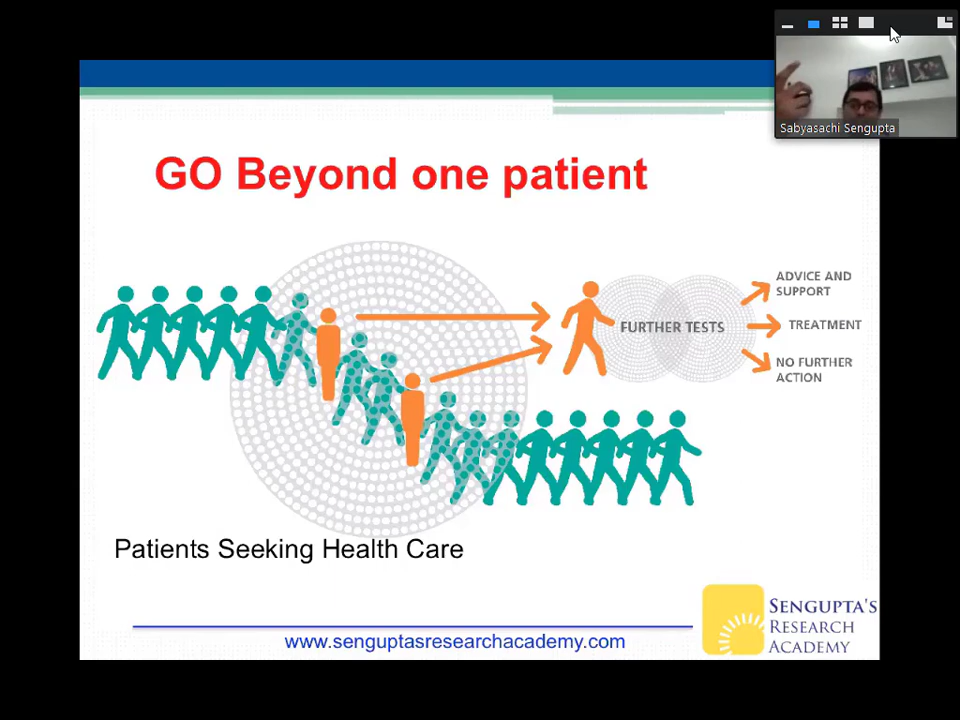 Sabyasachi Sengupta
GO Beyond one patient
ADVICE AND
SUPPORT
FURTHER TESTS
TREATMENT
NO FURTHER
ACTION
Patients Seeking Health Care
SENGUPTA'S
RESEARCH
ACADEMY
www.senguptasresearchacademy.com